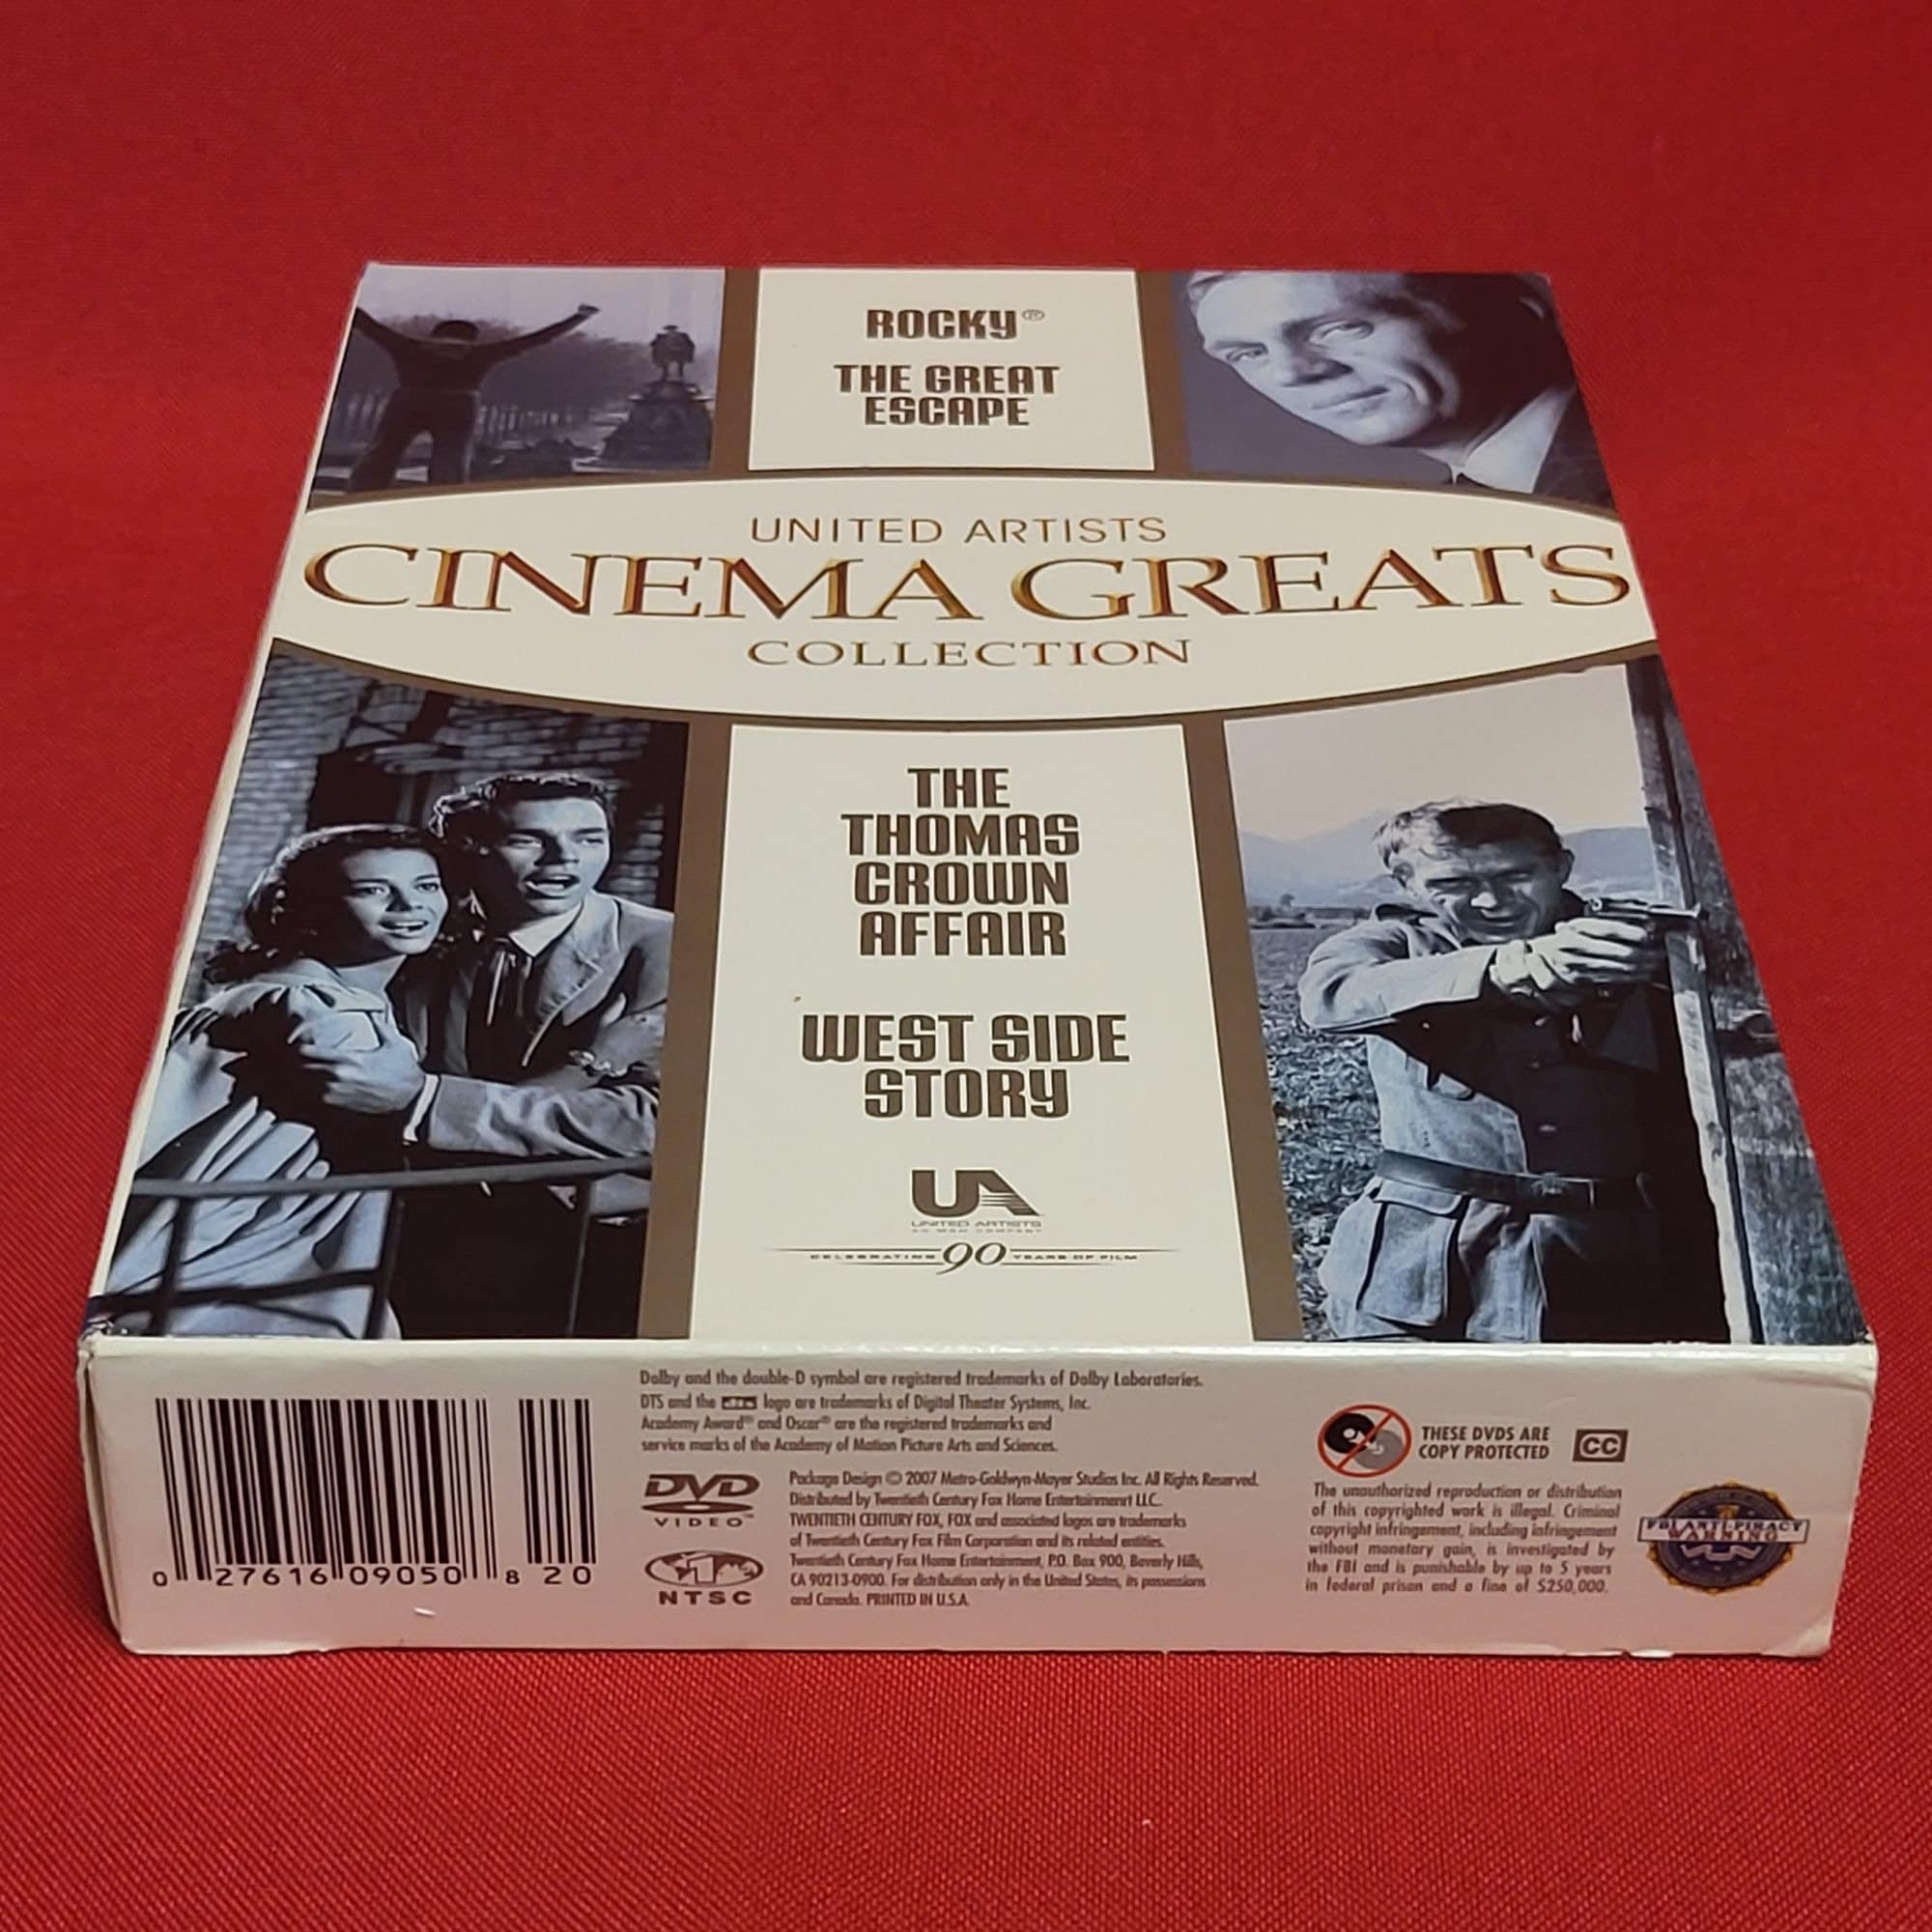 ROCKY®
THE GREAT
ESCAPE
UNITED ARTISTS
CINEMA GREATS
COLLECTION
THE
THOMAS
CROWN
AFFAIR
WEST SIDE
STORY
UA
UNITED ARTISTS
AN MGM COMPANY
CELEBRATING 90 YEARS OF FILM
0 27616 09050 8 20
Dolby and the double-D symbol are registered trademarks of Dolby Laboratories.
DTS and the dts logo are trademarks of Digital Theater Systems, Inc.
Academy Award® and Oscar® are the registered trademarks and
service marks of the Academy of Motion Picture Arts and Sciences.
DVD
VIDEO™
1
NTSC
Package Design © 2007 Metro-Goldwyn-Mayer Studios Inc. All Rights Reserved.
Distributed by Twentieth Century Fox Home Entertainment LLC.
TWENTIETH CENTURY FOX, FOX and associated logos are trademarks
of Twentieth Century Fox Film Corporation and its related entities.
Twentieth Century Fox Home Entertainment, P.O. Box 900, Beverly Hills,
CA 90213-0900. For distribution only in the United States, its possessions
and Canada. PRINTED IN U.S.A.
THESE DVDS ARE
COPY PROTECTED
CC
The unauthorized reproduction or distribution
of this copyrighted work is illegal. Criminal
copyright infringement, including infringement
without monetary gain, is investigated by
the FBI and is punishable by up to 5 years
in federal prison and a fine of $250,000.
FBI ANTI-PIRACY
WARNING